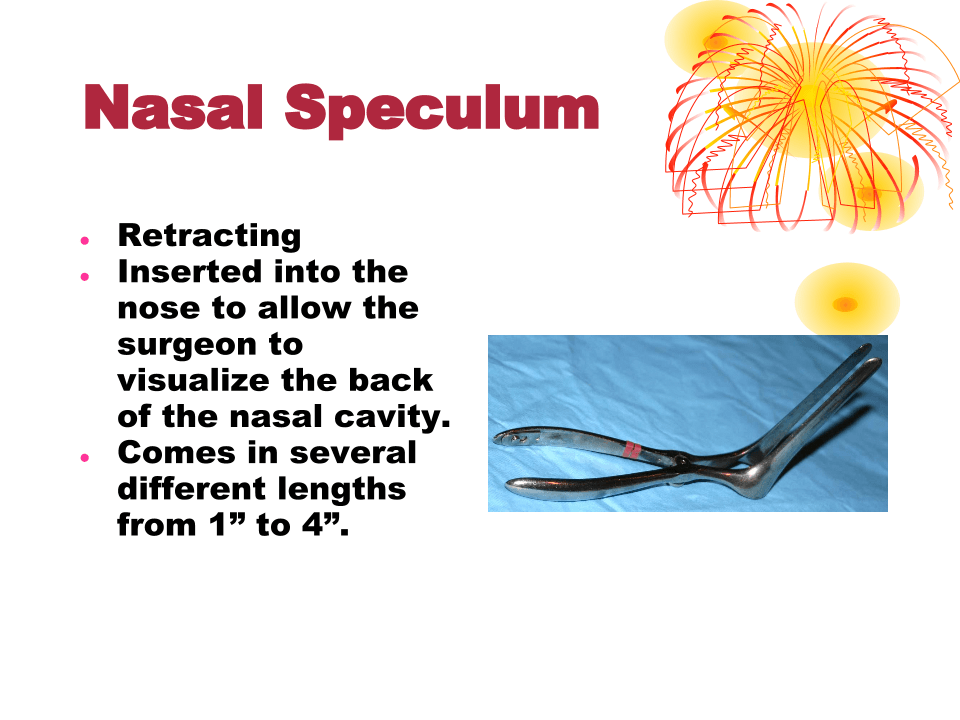 Nasal Speculum
Retracting
Inserted into the
nose to allow the
surgeon to
visualize the back
of the nasal cavity.
Comes in several
different lengths
from 1” to 4”.